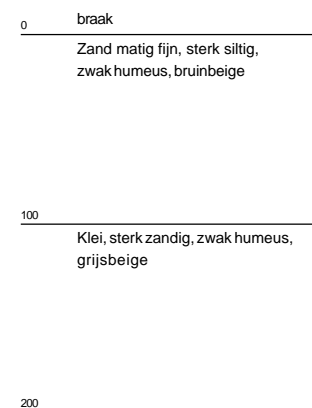 0 braak
Zand matig fijn, sterk siltig,
zwak humeus, bruinbeige
100
Klei, sterk zandig, zwak humeus,
grijsbeige
200